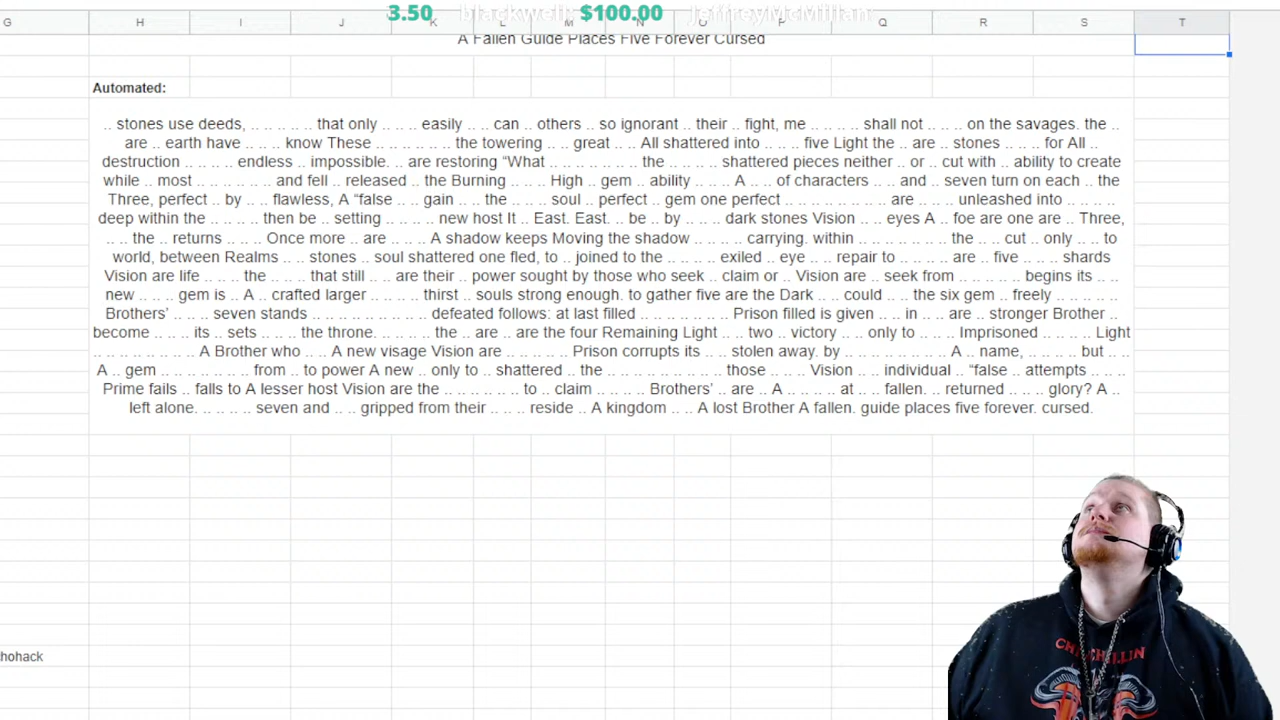 3.50 blackwell: $100.00 JeffreyMcMillan:
G H I J K L M N O P Q R S T
A Fallen Guide Places Five Forever Cursed
Automated:
.. stones use deeds, .. .. .. .. .. that only .. .. .. easily .. .. can .. others .. so ignorant .. their .. fight, me .. .. .. shall not .. .. .. on the savages. the ..
are .. earth have .. .. .. know These .. .. .. .. .. the towering .. .. great .. .. All shattered into .. .. .. five Light the .. are .. stones .. .. for All ..
destruction .. .. .. .. endless .. impossible. .. are restoring “What .. .. .. .. the .. .. .. shattered pieces neither .. or .. cut with .. ability to create
while .. most .. .. .. .. and fell .. released .. the Burning .. .. High .. gem .. ability .. .. A .. .. of characters .. .. and .. seven turn on each .. the
Three, perfect .. by .. .. flawless, A “false .. gain .. .. the .. .. soul .. perfect .. gem one perfect .. .. .. .. .. .. are .. .. unleashed into .. .. ..
deep within the .. .. .. then be .. setting .. .. .. new host It .. East. East. .. be .. by .. .. dark stones Vision .. .. eyes A .. foe are one are .. Three,
.. .. the .. returns .. .. .. Once more .. are .. .. A shadow keeps Moving the shadow .. .. .. .. carrying. within .. .. .. .. .. the .. cut .. only .. .. to
world, between Realms .. .. stones .. soul shattered one fled, to .. joined to the .. .. .. exiled .. eye .. repair to .. .. .. are .. five .. .. shards
Vision are life .. .. .. the .. .. .. that still .. .. are their .. power sought by those who seek .. claim or .. Vision are .. seek from .. .. .. .. begins its ..
new .. .. .. gem is .. A .. crafted larger .. .. .. .. thirst .. souls strong enough. to gather five are the Dark .. .. could .. the six gem .. freely .. .. .. ..
Brothers’ .. .. .. seven stands .. .. .. .. .. .. defeated follows: at last filled .. .. .. .. .. Prison filled is given .. in .. are .. stronger Brother ..
become .. .. its .. sets .. .. .. the throne. .. .. .. the .. are .. are the four Remaining Light .. .. two .. victory .. only to .. .. Imprisoned .. .. Light
.. .. .. .. .. .. .. .. A Brother who .. .. A new visage Vision are .. .. .. .. .. Prison corrupts its .. .. stolen away. by .. .. .. .. .. .. A .. name, .. .. .. .. but .. ..
A .. gem .. .. .. .. .. .. from .. to power A new .. only to .. shattered .. the .. .. .. .. .. .. those .. .. Vision .. .. individual .. “false .. attempts .. ..
Prime fails .. falls to A lesser host Vision are the .. .. .. .. .. .. to .. claim .. .. .. Brothers’ .. are .. A .. .. .. at .. fallen. .. returned .. .. glory? A ..
left alone. .. .. .. seven and .. .. gripped from their .. .. .. reside .. A kingdom .. .. A lost Brother A fallen. guide places five forever. cursed.
hohack